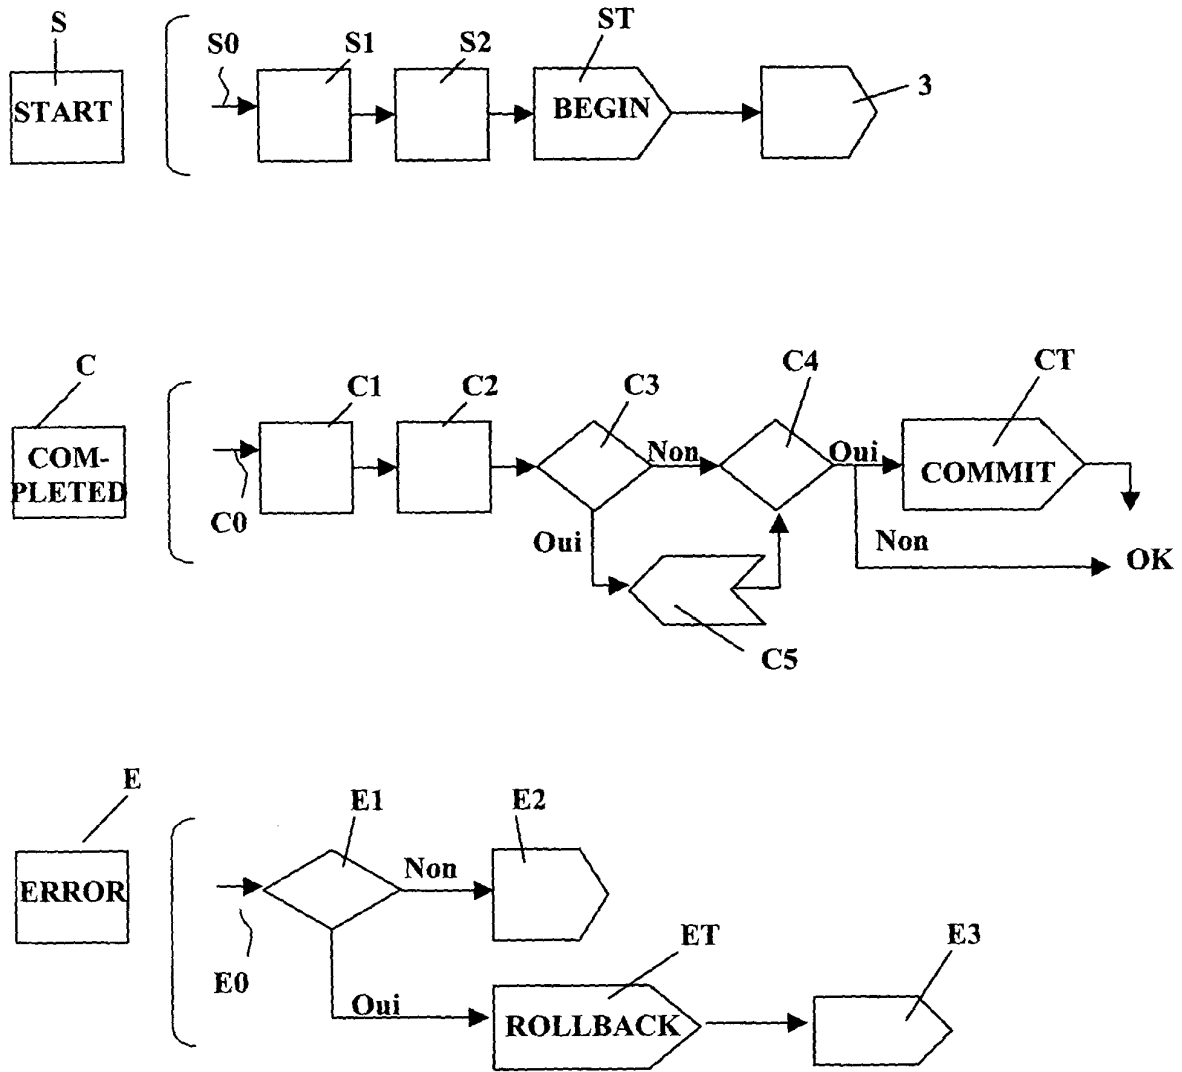 S
S0
S1
S2
ST
START
BEGIN
3
C
C1
C2
C3
C4
CT
COM-
PLETED
C0
Non
Oui
COMMIT
Oui
Non
OK
C5
E
E1
E2
ERROR
Non
E0
ET
E3
Oui
ROLLBACK